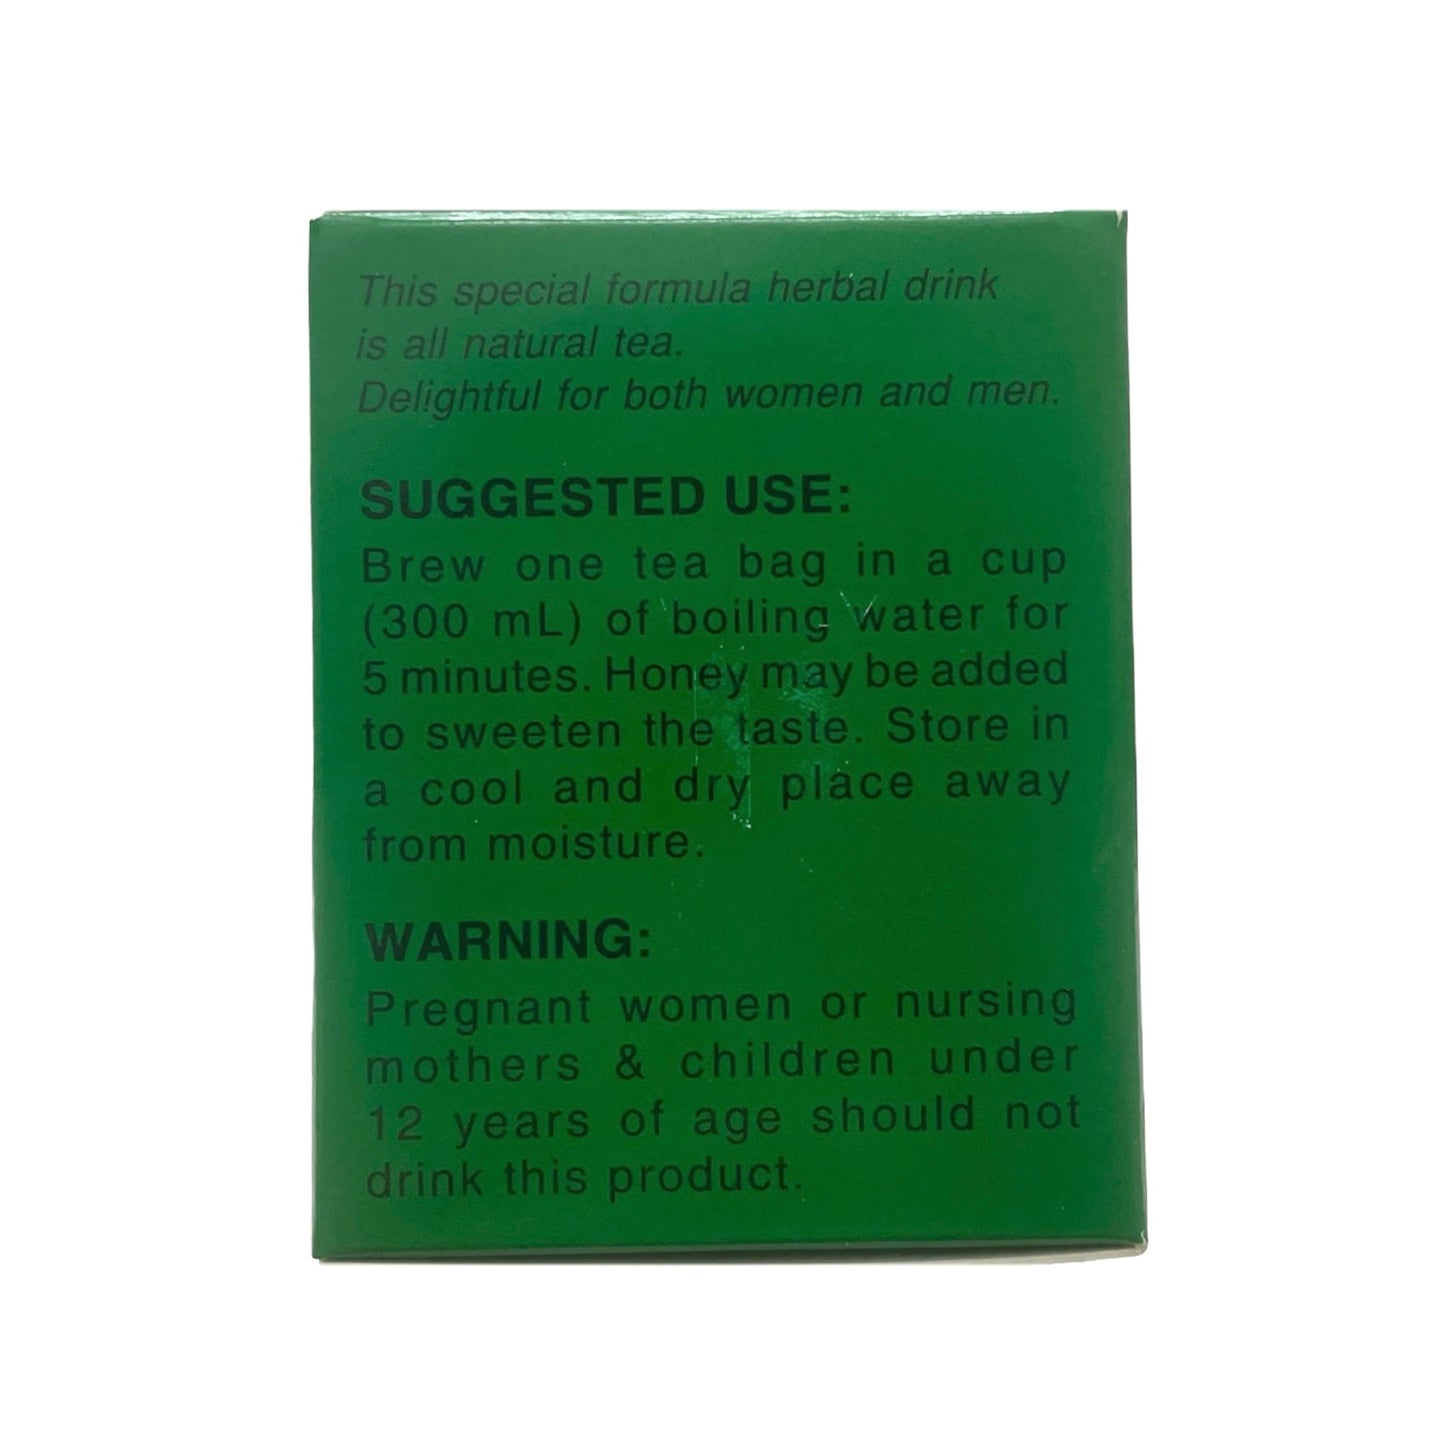 This special formula herbal drink
is all natural tea.
Delightful for both women and men.
SUGGESTED USE:
Brew one tea bag in a cup
(300 mL) of boiling water for
5 minutes. Honey may be added
to sweeten the taste. Store in
a cool and dry place away
from moisture.
WARNING:
Pregnant women or nursing
mothers & children under
12 years of age should not
drink this product.